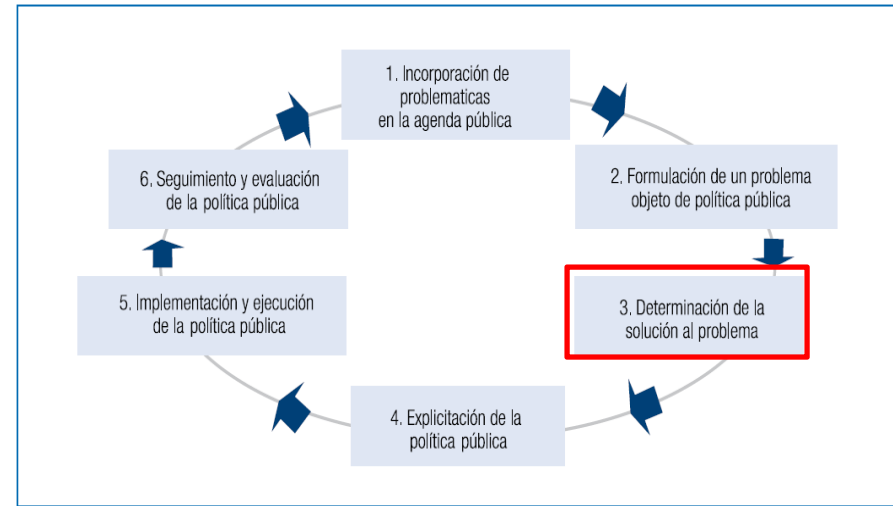 1. Incorporación de
problematicas
en la agenda pública
2. Formulación de un problema
objeto de política pública
3. Determinación de la
solución al problema
4. Explicitación de la
política pública
5. Implementación y ejecución
de la política pública
6. Seguimiento y evaluación
de la política pública